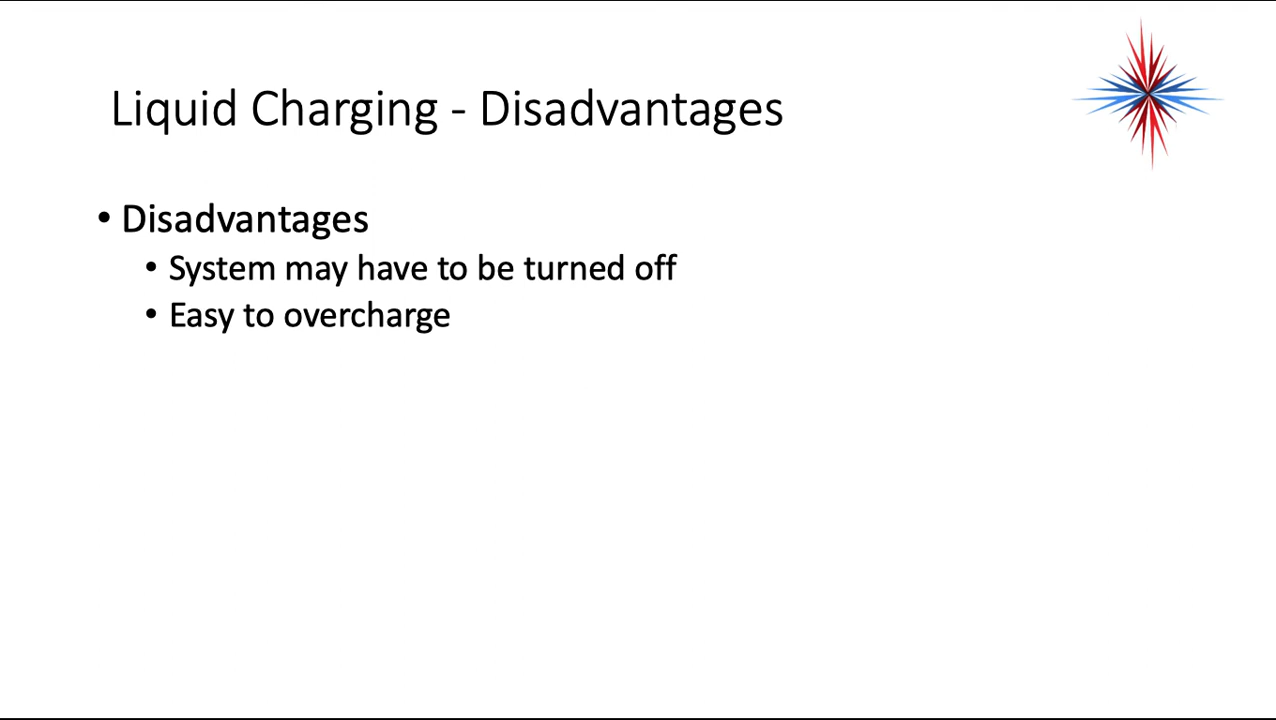 Liquid Charging - Disadvantages
• Disadvantages
• System may have to be turned off
• Easy to overcharge